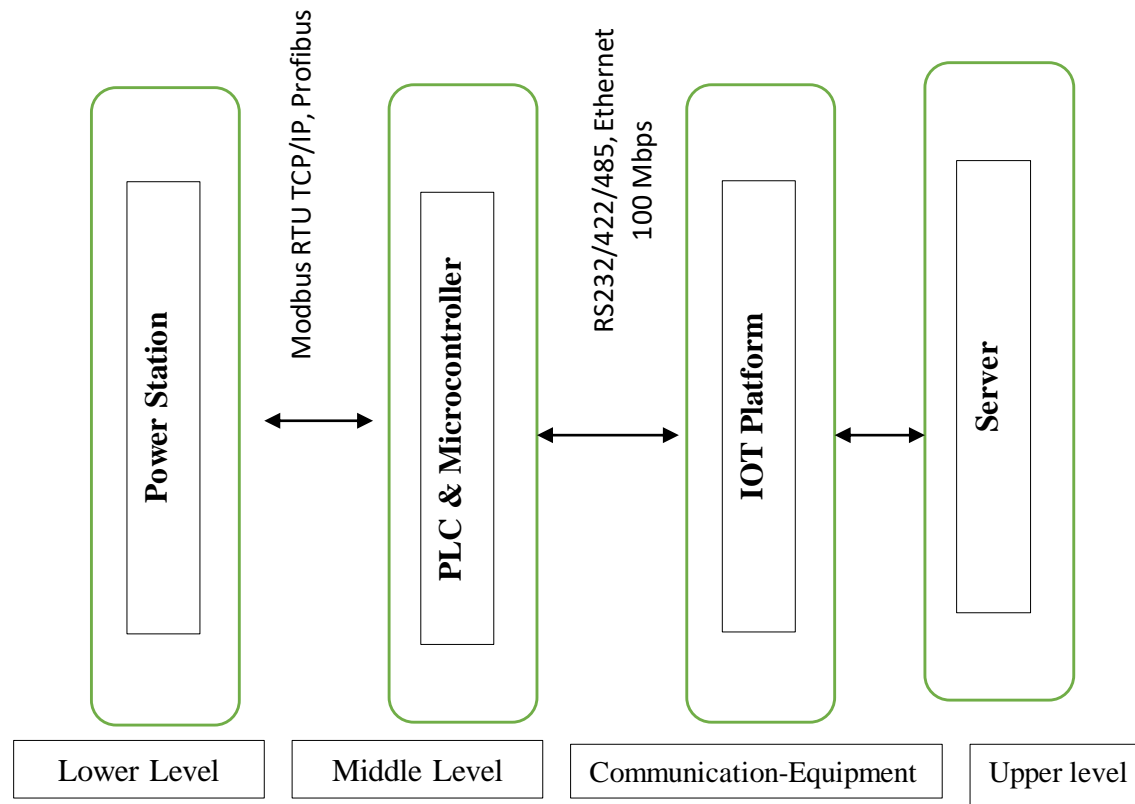 Power Station
Modbus RTU TCP/IP, Profibus
PLC & Microcontroller
RS232/422/485, Ethernet
100 Mbps
IOT Platform
Server
Lower Level
Middle Level
Communication-Equipment
Upper level